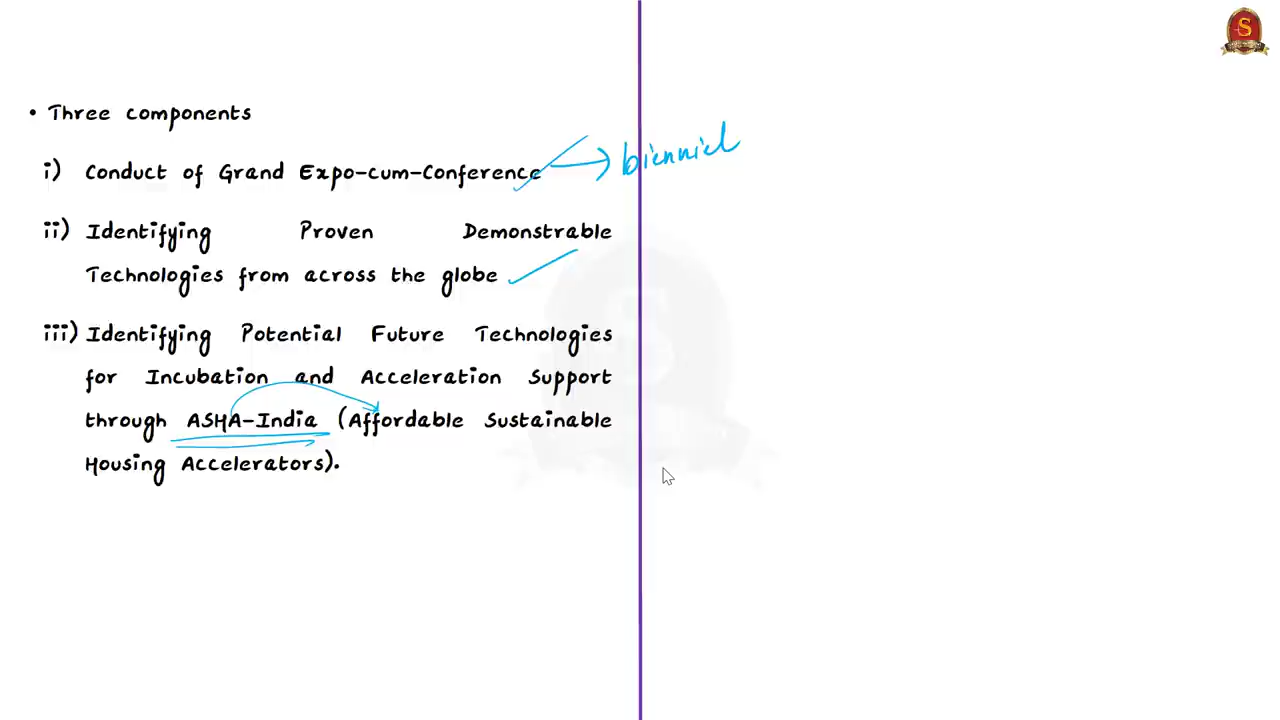 • Three components
i) Conduct of Grand Expo-cum-Conference → bienniel
ii) Identifying Proven Demonstrable
Technologies from across the globe
iii) Identifying Potential Future Technologies
for Incubation and Acceleration Support
through ASHA-India (Affordable Sustainable
Housing Accelerators).
S